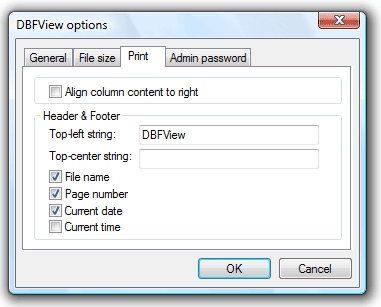 DBFView options
General File size Print Admin password
Align column content to right
Header & Footer
Top-left string: DBFView
Top-center string:
File name
Page number
Current date
Current time
OK Cancel